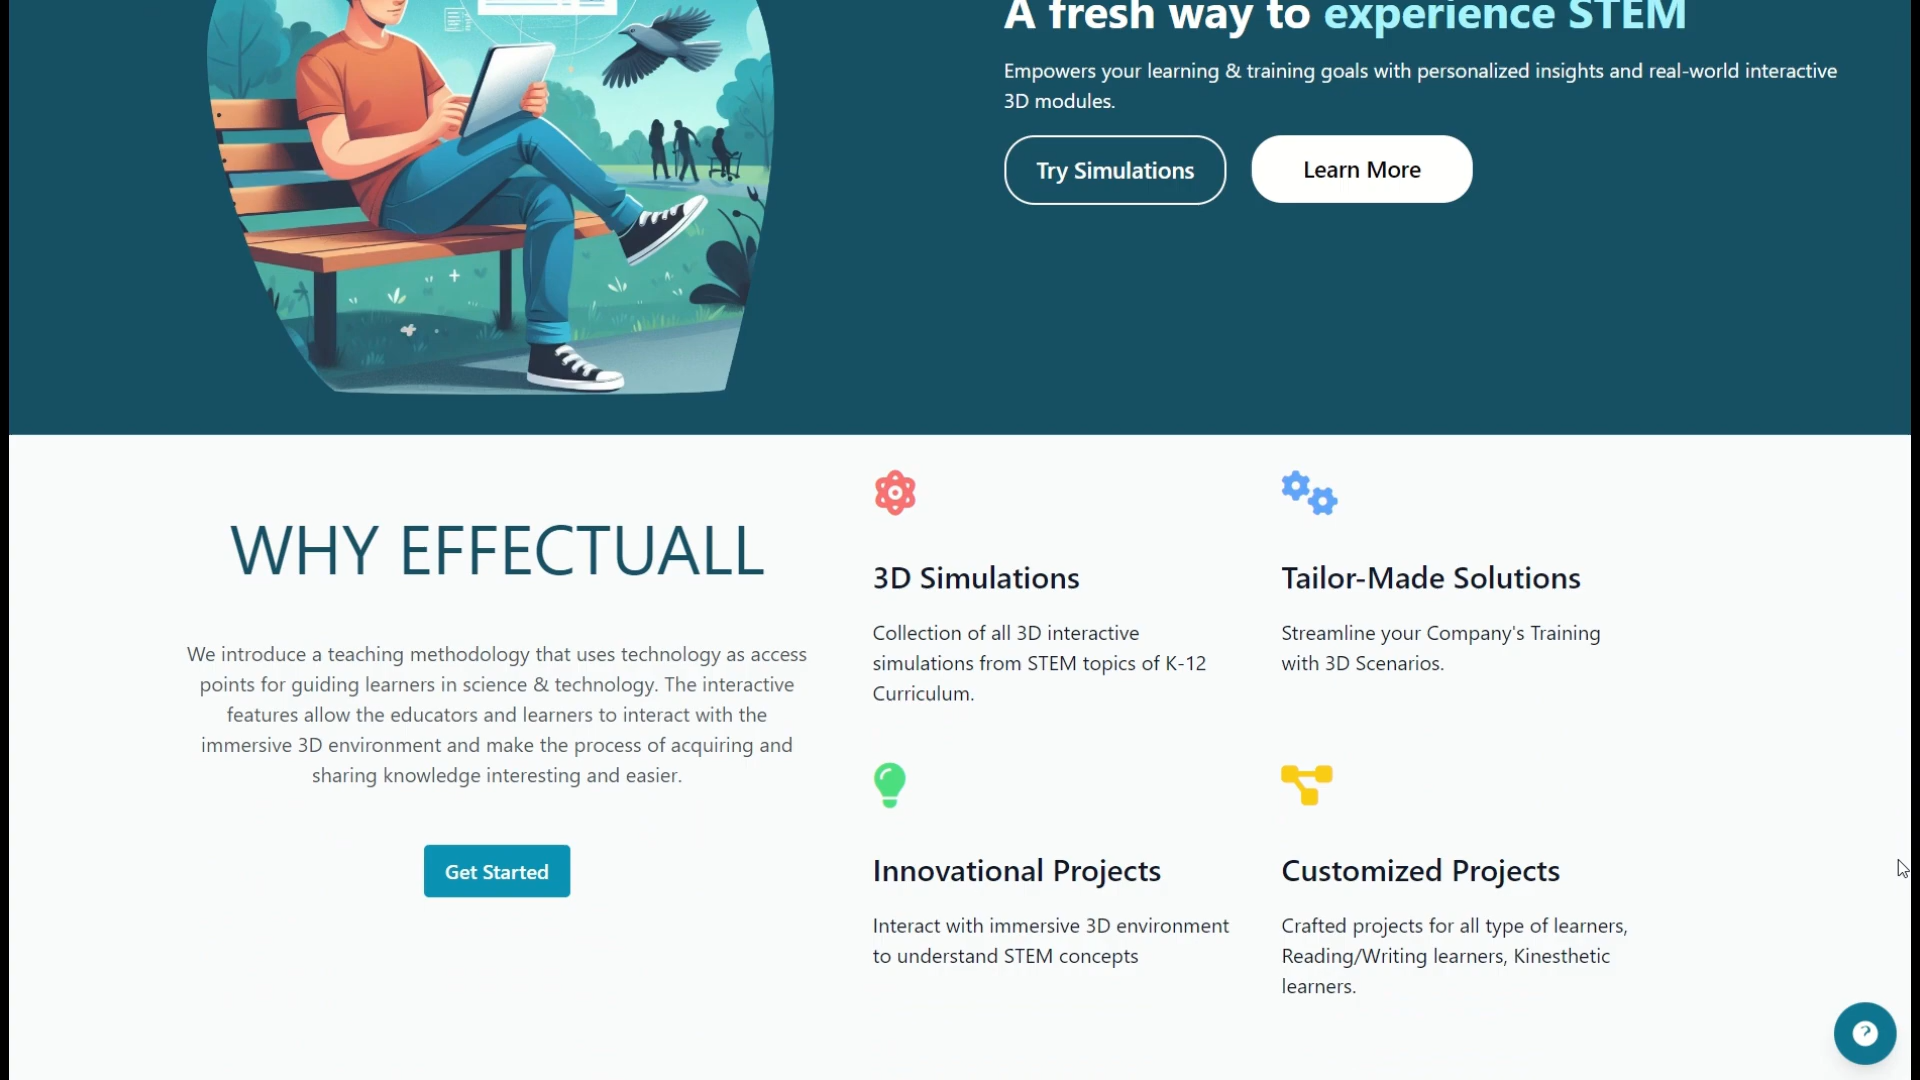 A fresh way to experience STEM
Empowers your learning & training goals with personalized insights and real-world interactive
3D modules.
Try Simulations
Learn More
WHY EFFECTUALL
We introduce a teaching methodology that uses technology as access
points for guiding learners in science & technology. The interactive
features allow the educators and learners to interact with the
immersive 3D environment and make the process of acquiring and
sharing knowledge interesting and easier.
Get Started
3D Simulations
Collection of all 3D interactive
simulations from STEM topics of K-12
Curriculum.
Tailor-Made Solutions
Streamline your Company's Training
with 3D Scenarios.
Innovational Projects
Interact with immersive 3D environment
to understand STEM concepts
Customized Projects
Crafted projects for all type of learners,
Reading/Writing learners, Kinesthetic
learners.
?